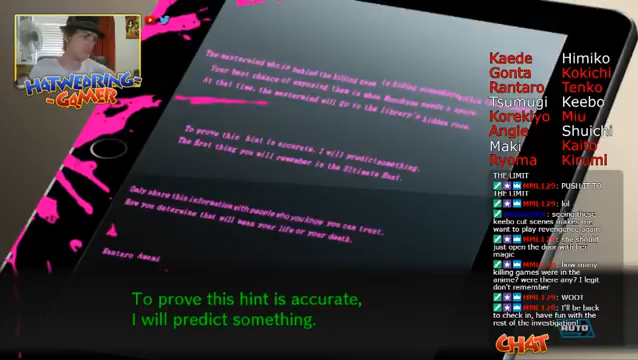 HATWEARING
GAMER
Kaede
Himiko
Gonta
Kokichi
Rantaro
Tenko
Tsumugi
Keebo
Korekiyo
Miu
Angie
Shuichi
Maki
Kaito
Ryoma
Kirumi
The mastermind who is behind the killing game is hiding somewhere within
Your best chance of exposing them is when Monokuma needs a spare.
At that time, the mastermind will go to the library's hidden room.
To prove this hint is accurate, I will predict something.
The first thing you will remember is the Ultimate Hunt.
Only share this information with people who you know you can trust.
How you determine that will mean your life or your death.
Rantaro Amami
THE LIMIT
MML129: PUSH IT TO
THE LIMIT
MML129: lol
seeing these
keebo cut scenes makes me
want to play revengence again
MML129: she should
just open the door with her
magic
MML129: how many
killing games were in the
anime? were there any? I legit
don't remember
MML129: WOOT
MML129: I'll be back
to check in, have fun with the
rest of the investigation!
AUTO
CHAT
To prove this hint is accurate,
I will predict something.